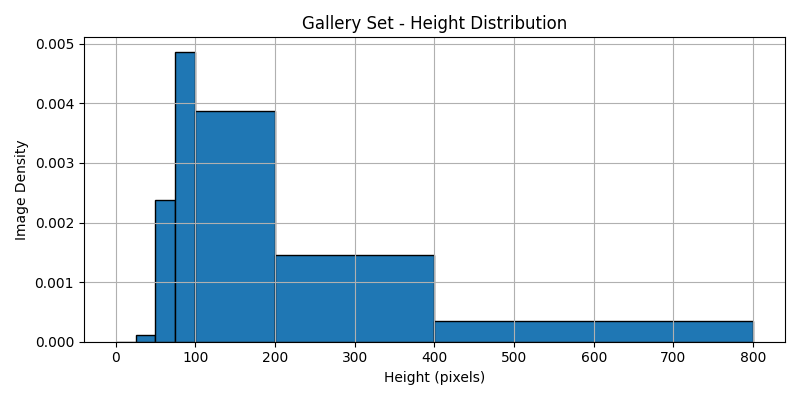 Gallery Set - Height Distribution
0.005
0.004
0.003
0.002
0.001
0.000
Image Density
0 100 200 300 400 500 600 700 800
Height (pixels)